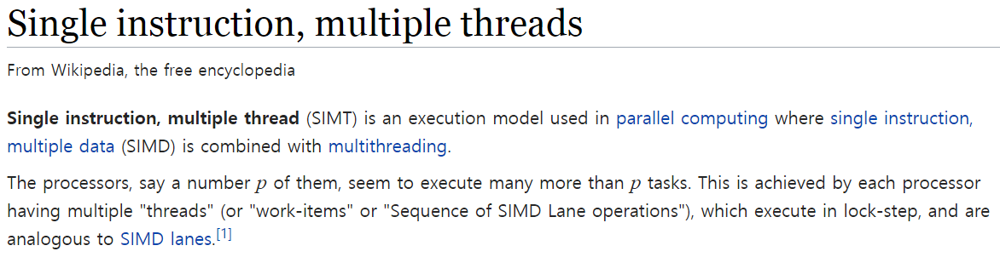 Single instruction, multiple threads
From Wikipedia, the free encyclopedia
Single instruction, multiple thread (SIMT) is an execution model used in parallel computing where single instruction,
multiple data (SIMD) is combined with multithreading.
The processors, say a number p of them, seem to execute many more than p tasks. This is achieved by each processor
having multiple "threads" (or "work-items" or "Sequence of SIMD Lane operations"), which execute in lock-step, and are
analogous to SIMD lanes.[1]